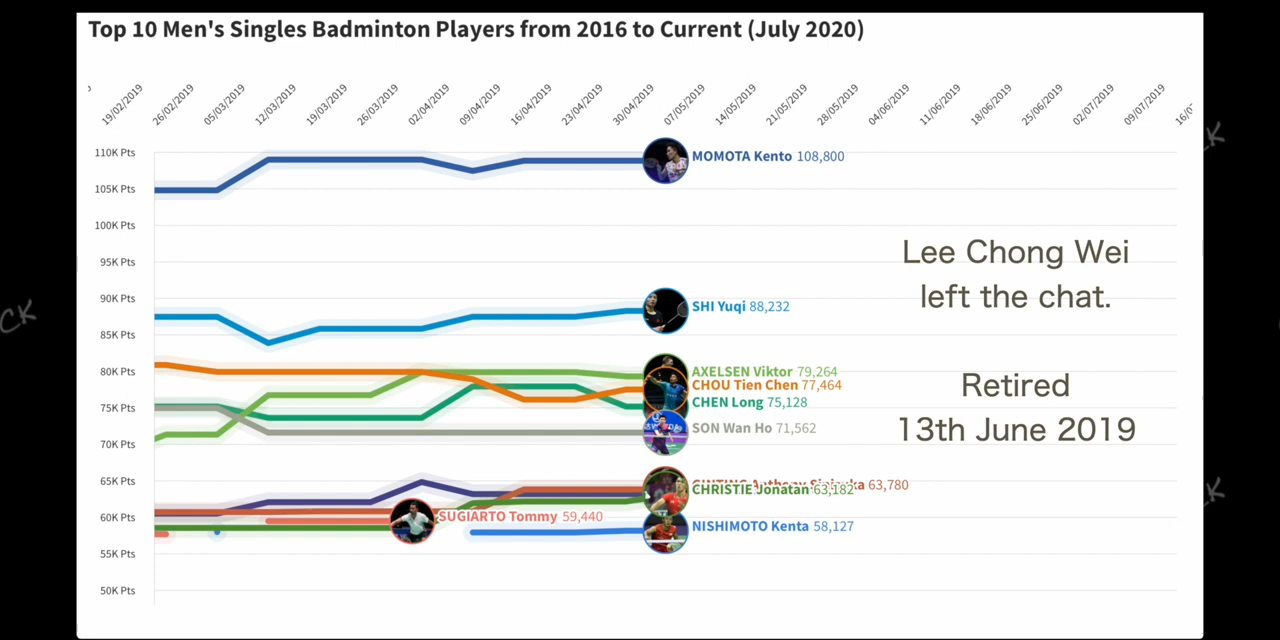 Top 10 Men's Singles Badminton Players from 2016 to Current (July 2020)
19/02/2019 26/02/2019 05/03/2019 12/03/2019 19/03/2019 26/03/2019 02/04/2019 09/04/2019 16/04/2019 23/04/2019 30/04/2019 07/05/2019 14/05/2019 21/05/2019 28/05/2019 04/06/2019 11/06/2019 18/06/2019 25/06/2019 02/07/2019 09/07/2019
110K Pts
MOMOTA Kento 108,800
105K Pts
100K Pts
95K Pts
Lee Chong Wei
left the chat.
90K Pts
SHI Yuqi 88,232
85K Pts
80K Pts
AXELSEN Viktor 79,264
CHOU Tien Chen 77,464
Retired
75K Pts
CHEN Long 75,128
SON Wan Ho 71,562
13th June 2019
70K Pts
65K Pts
63,780
CHRISTIE Jonatan 63,182
60K Pts
SUGIARTO Tommy 59,440
NISHIMOTO Kenta 58,127
55K Pts
50K Pts